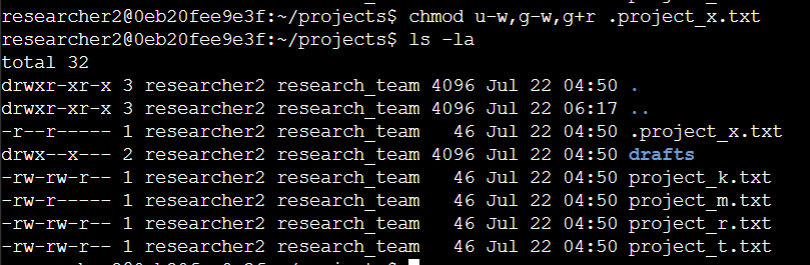 researcher2@0eb20fee9e3f:~/projects$ chmod u-w,g-w,g+r .project_x.txt
researcher2@0eb20fee9e3f:~/projects$ ls -la
total 32
drwxr-xr-x 3 researcher2 research_team 4096 Jul 22 04:50 .
drwxr-xr-x 3 researcher2 research_team 4096 Jul 22 06:17 ..
-r--r----- 1 researcher2 research_team   46 Jul 22 04:50 .project_x.txt
drwx--x--- 2 researcher2 research_team 4096 Jul 22 04:50 drafts
-rw-rw-r-- 1 researcher2 research_team   46 Jul 22 04:50 project_k.txt
-rw-r----- 1 researcher2 research_team   46 Jul 22 04:50 project_m.txt
-rw-rw-r-- 1 researcher2 research_team   46 Jul 22 04:50 project_r.txt
-rw-rw-r-- 1 researcher2 research_team   46 Jul 22 04:50 project_t.txt